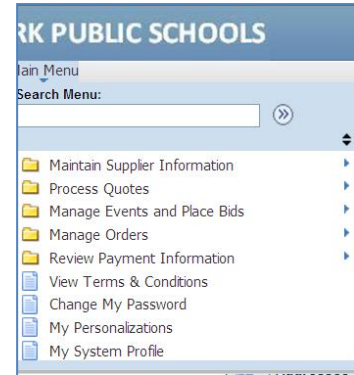 RK PUBLIC SCHOOLS
Main Menu
Search Menu:
Maintain Supplier Information
Process Quotes
Manage Events and Place Bids
Manage Orders
Review Payment Information
View Terms & Conditions
Change My Password
My Personalizations
My System Profile